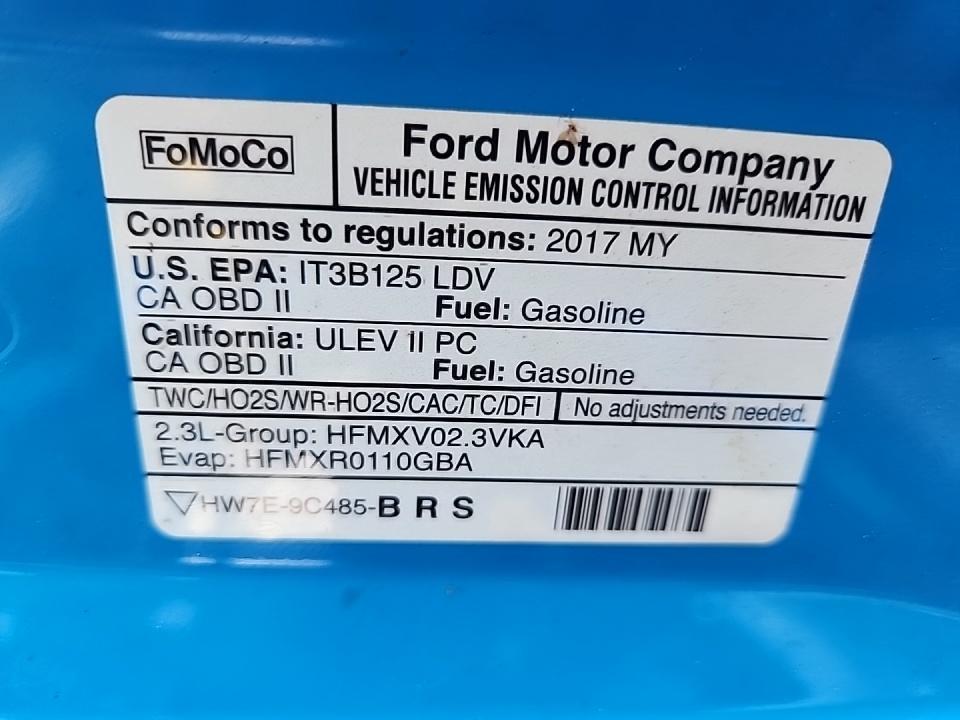 FoMoCo
Ford Motor Company
VEHICLE EMISSION CONTROL INFORMATION
Conforms to regulations: 2017 MY
U.S. EPA: IT3B125 LDV
CA OBD II Fuel: Gasoline
California: ULEV II PC
CA OBD II Fuel: Gasoline
TWC/HO2S/WR-HO2S/CAC/TC/DFI No adjustments needed.
2.3L-Group: HFMXV02.3VKA
Evap: HFMXR0110GBA
HW7E-9C485-B R S